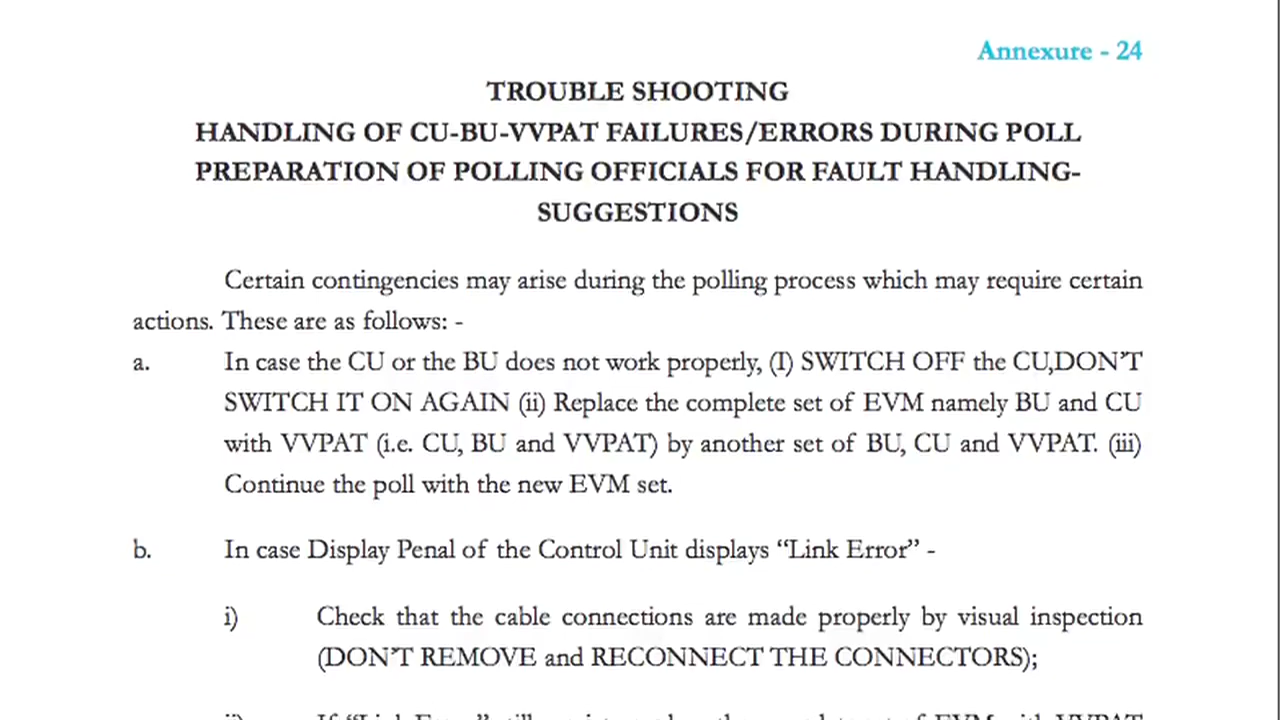 Annexure - 24
TROUBLE SHOOTING
HANDLING OF CU-BU-VVPAT FAILURES/ERRORS DURING POLL
PREPARATION OF POLLING OFFICIALS FOR FAULT HANDLING-
SUGGESTIONS
Certain contingencies may arise during the polling process which may require certain
actions. These are as follows: -
a. In case the CU or the BU does not work properly, (I) SWITCH OFF the CU,DON'T
SWITCH IT ON AGAIN (ii) Replace the complete set of EVM namely BU and CU
with VVPAT (i.e. CU, BU and VVPAT) by another set of BU, CU and VVPAT. (iii)
Continue the poll with the new EVM set.
b. In case Display Penal of the Control Unit displays “Link Error” -
i) Check that the cable connections are made properly by visual inspection
(DON'T REMOVE and RECONNECT THE CONNECTORS);